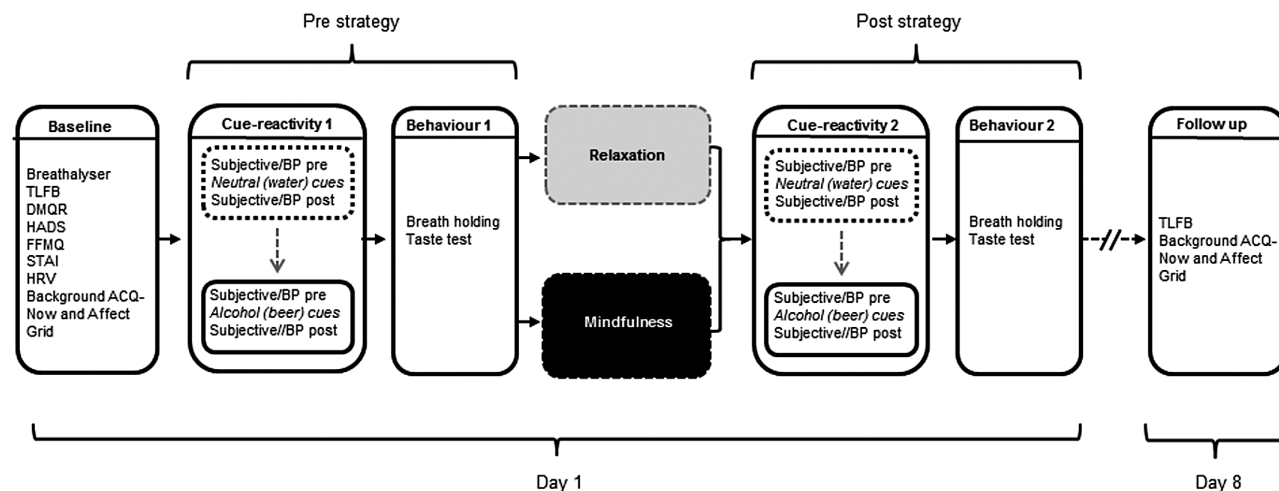 Pre strategy
Post strategy
Baseline
Breathalyser
TLFB
DMQR
HADS
FFMQ
STAI
HRV
Background ACQ-
Now and Affect
Grid
Cue-reactivity 1
Subjective/BP pre
Neutral (water) cues
Subjective/BP post
Subjective/BP pre
Alcohol (beer) cues
Subjective//BP post
Behaviour 1
Breath holding
Taste test
Relaxation
Mindfulness
Cue-reactivity 2
Subjective/BP pre
Neutral (water) cues
Subjective/BP post
Subjective/BP pre
Alcohol (beer) cues
Subjective//BP post
Behaviour 2
Breath holding
Taste test
Follow up
TLFB
Background ACQ-
Now and Affect
Grid
Day 1
Day 8